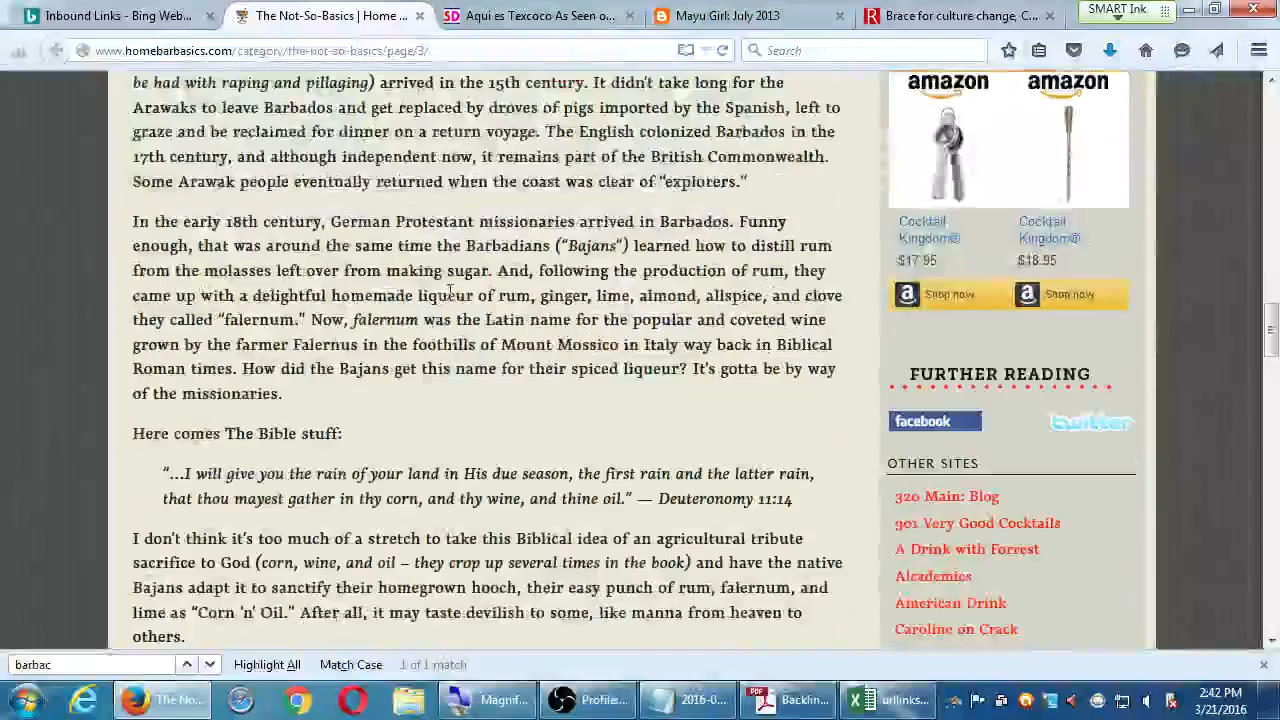 Inbound Links - Bing Web...
The Not-So-Basics | Home ...
Aqui es Texcoco As Seen o...
Mayu Girl: July 2013
Brace for culture change, C...
SMART Ink
www.homebarbasics.com/category/the-not-so-basics/page/3/
Search
be had with raping and pillaging) arrived in the 15th century. It didn't take long for the
Arawaks to leave Barbados and get replaced by droves of pigs imported by the Spanish, left to
graze and be reclaimed for dinner on a return voyage. The English colonized Barbados in the
17th century, and although independent now, it remains part of the British Commonwealth.
Some Arawak people eventually returned when the coast was clear of "explorers."
In the early 18th century, German Protestant missionaries arrived in Barbados. Funny
enough, that was around the same time the Barbadians ("Bajans") learned how to distill rum
from the molasses left over from making sugar. And, following the production of rum, they
came up with a delightful homemade liqueur of rum, ginger, lime, almond, allspice, and clove
they called "falernum." Now, falernum was the Latin name for the popular and coveted wine
grown by the farmer Falernus in the foothills of Mount Mossico in Italy way back in Biblical
Roman times. How did the Bajans get this name for their spiced liqueur? It's gotta be by way
of the missionaries.
Here comes The Bible stuff:
"...I will give you the rain of your land in His due season, the first rain and the latter rain,
that thou mayest gather in thy corn, and thy wine, and thine oil." — Deuteronomy 11:14
I don't think it's too much of a stretch to take this Biblical idea of an agricultural tribute
sacrifice to God (corn, wine, and oil – they crop up several times in the book) and have the native
Bajans adapt it to sanctify their homegrown hooch, their easy punch of rum, falernum, and
lime as "Corn 'n' Oil." After all, it may taste devilish to some, like manna from heaven to
others.
amazon amazon
Cocktail Cocktail
Kingdom® Kingdom®
$17.95 $18.95
a Shop now a Shop now
FURTHER READING
facebook twitter
OTHER SITES
320 Main: Blog
901 Very Good Cocktails
A Drink with Forrest
Alcademics
American Drink
Caroline on Crack
barbac Highlight All Match Case 1 of 1 match
The No... Magnif... Profile... 2016-0... PDF Backlin... urllinks...
2:42 PM
3/21/2016